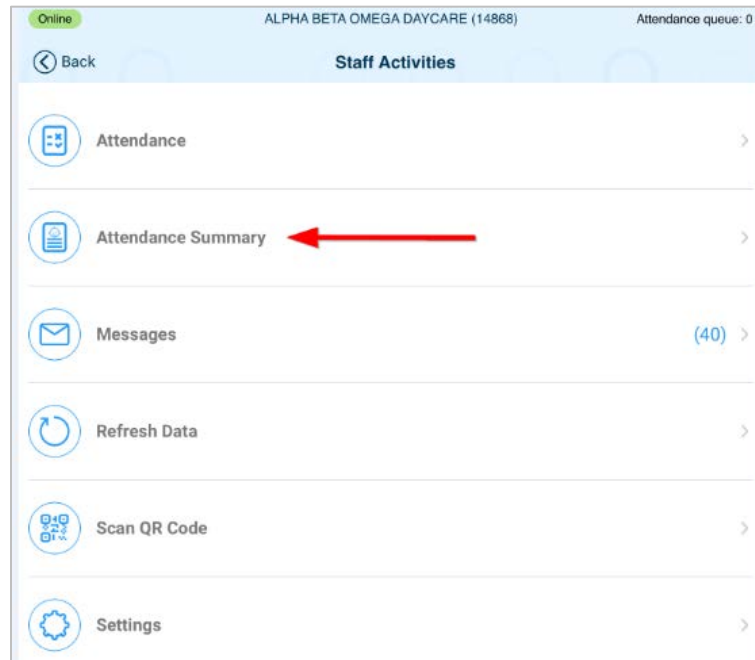 Online ALPHA BETA OMEGA DAYCARE (14868) Attendance queue: 0
Back Staff Activities
Attendance
Attendance Summary
Messages (40)
Refresh Data
Scan QR Code
Settings